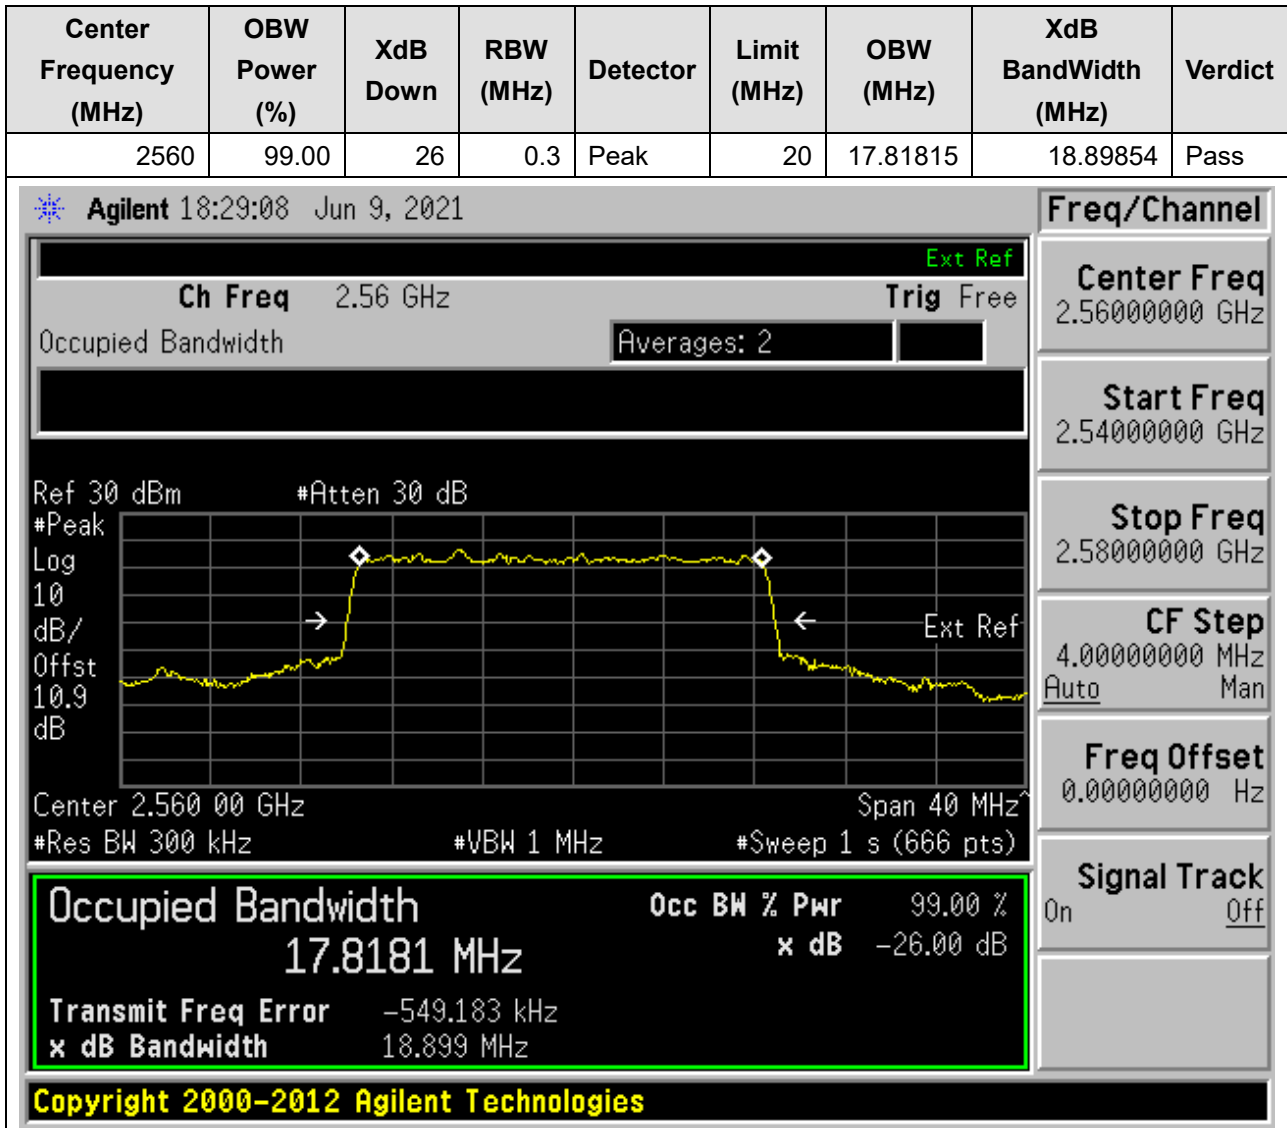 Center Frequency (MHz) OBW Power (%) XdB Down RBW (MHz) Detector Limit (MHz) OBW (MHz) XdB BandWidth (MHz) Verdict
2560 99.00 26 0.3 Peak 20 17.81815 18.89854 Pass
Agilent 18:29:08 Jun 9, 2021
Freq/Channel
Ext Ref
Ch Freq 2.56 GHz Trig Free
Occupied Bandwidth Averages: 2
Center Freq
2.56000000 GHz
Start Freq
2.54000000 GHz
Stop Freq
2.58000000 GHz
CF Step
4.00000000 MHz
Auto Man
Freq Offset
0.00000000 Hz
Signal Track
On Off
Ref 30 dBm #Atten 30 dB
#Peak
Log
10
dB/
Offst
10.9
dB
Ext Ref
Center 2.560 00 GHz Span 40 MHz^
#Res BW 300 kHz #VBW 1 MHz #Sweep 1 s (666 pts)
Occupied Bandwidth Occ BW % Pwr 99.00 %
17.8181 MHz x dB -26.00 dB
Transmit Freq Error -549.183 kHz
x dB Bandwidth 18.899 MHz
Copyright 2000-2012 Agilent Technologies